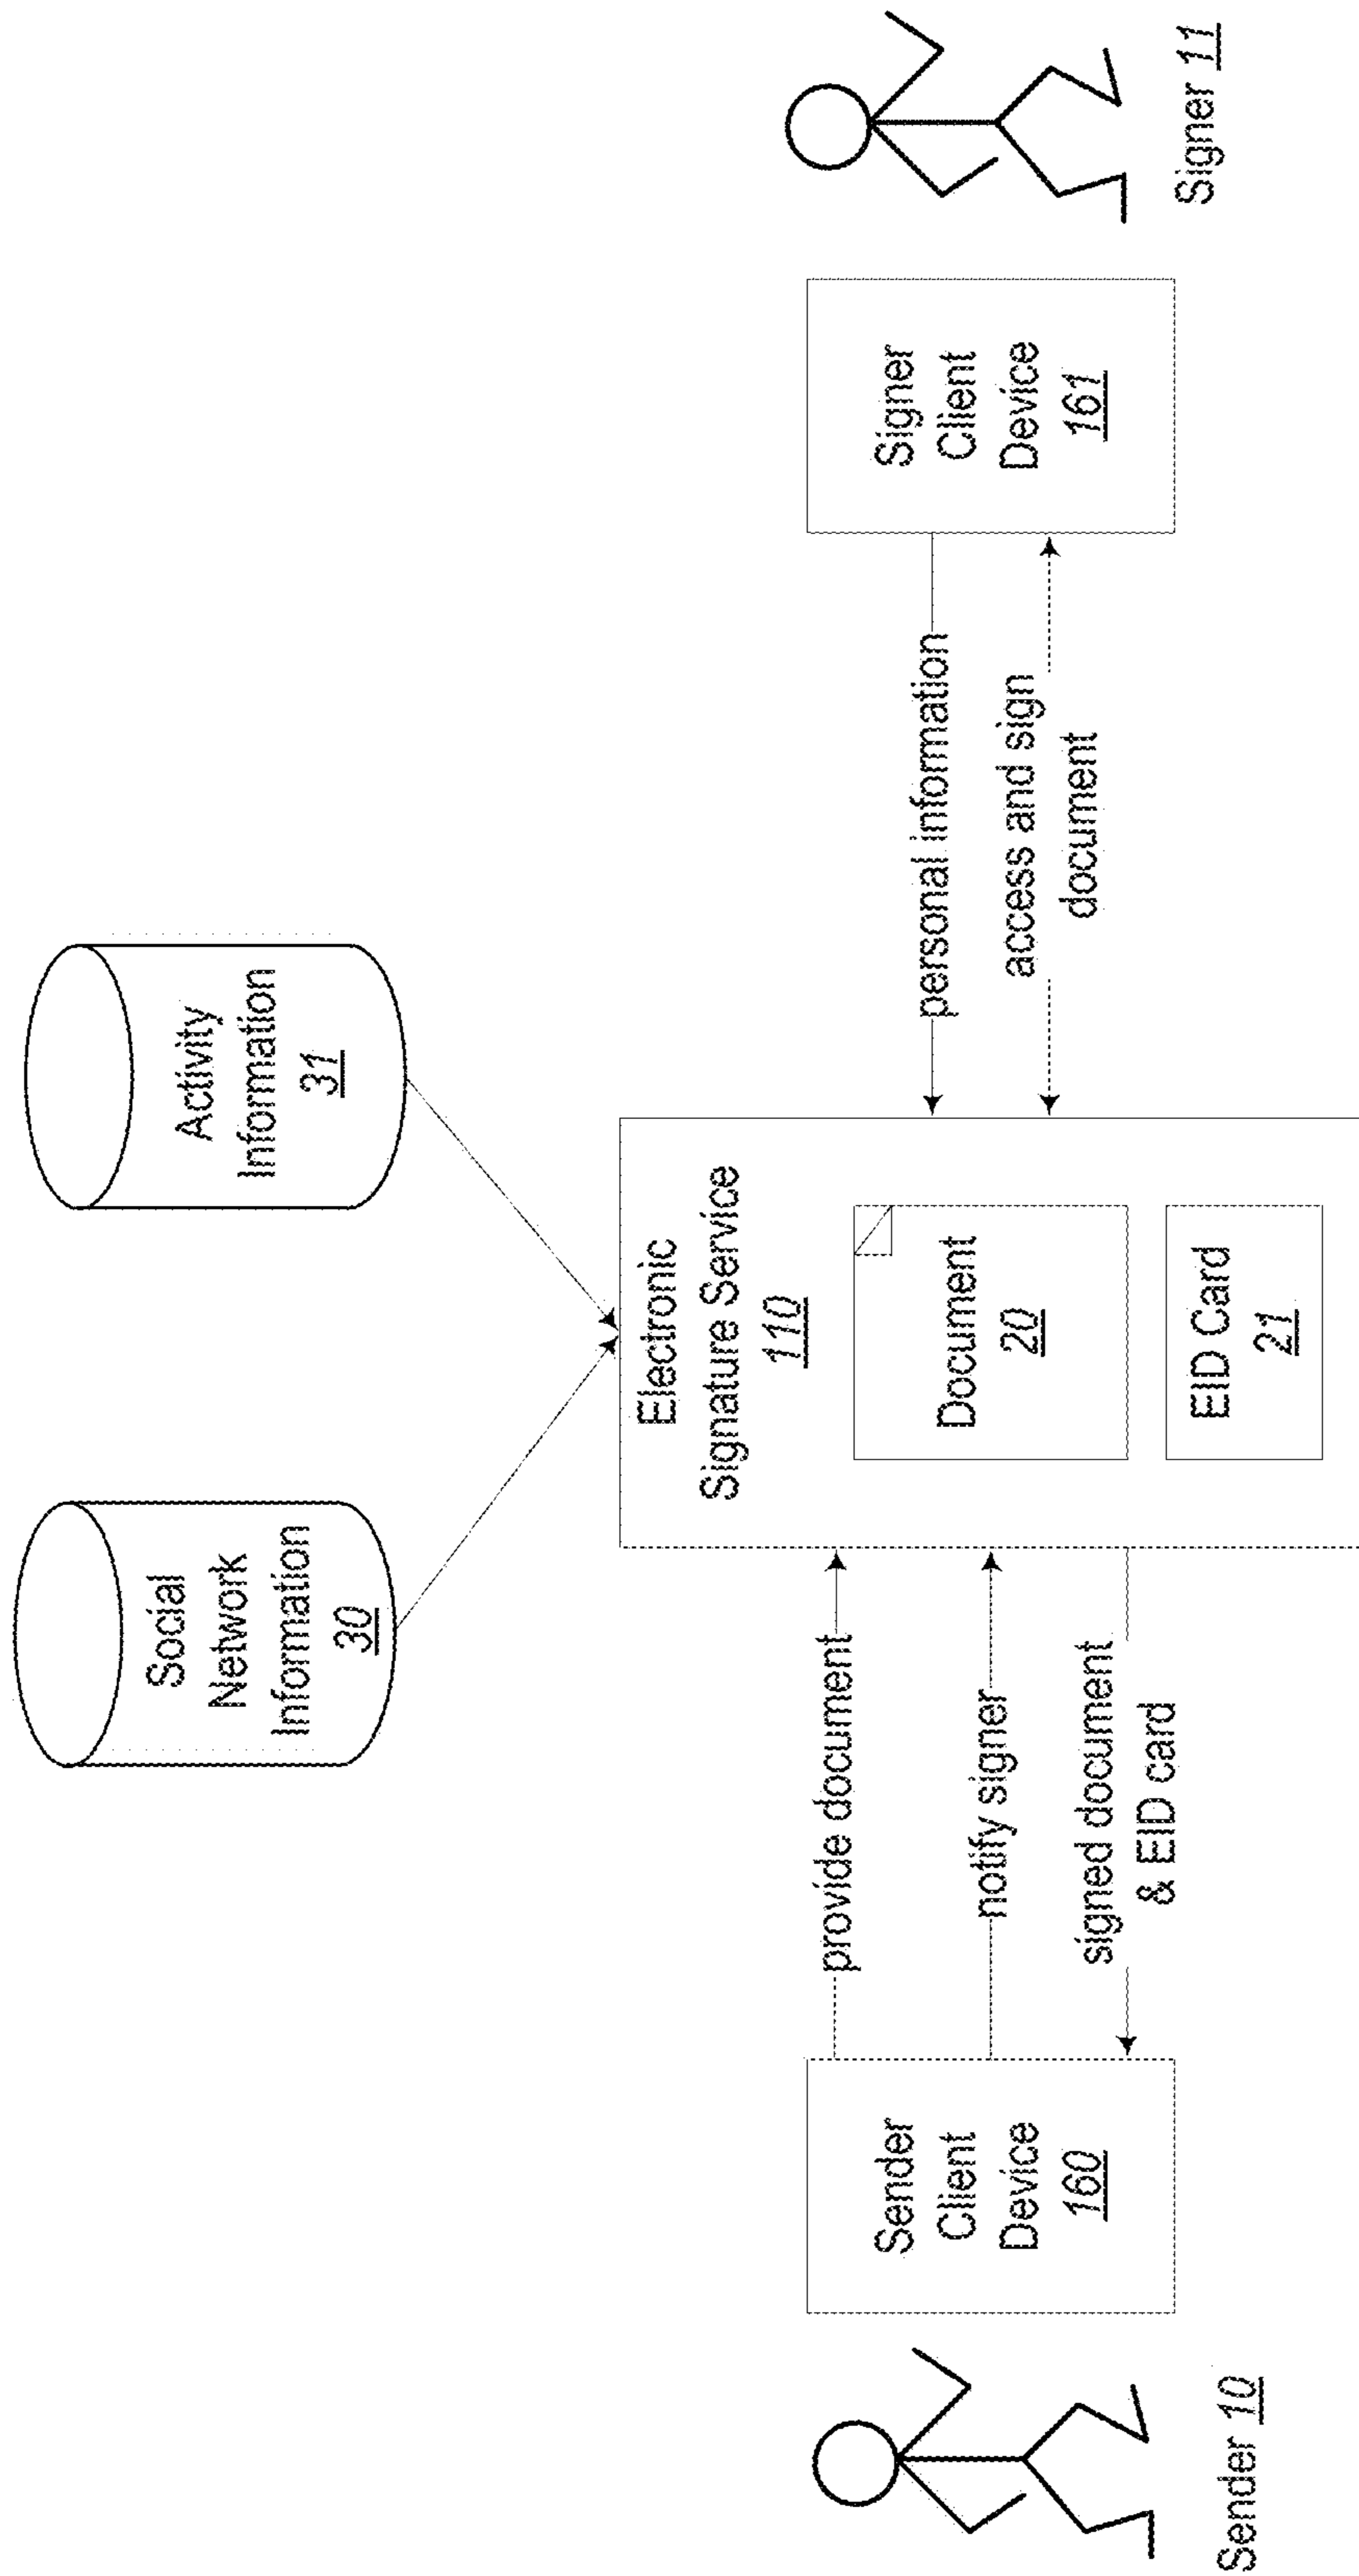 Social
Network
Information
30
Activity
Information
31
Electronic
Signature Service
110
Document
20
EID Card
21
Sender
Client
Device
160
provide document
notify signer
signed document
& EID card
personal information
access and sign
document
Signer
Client
Device
161
Sender 10
Signer 11